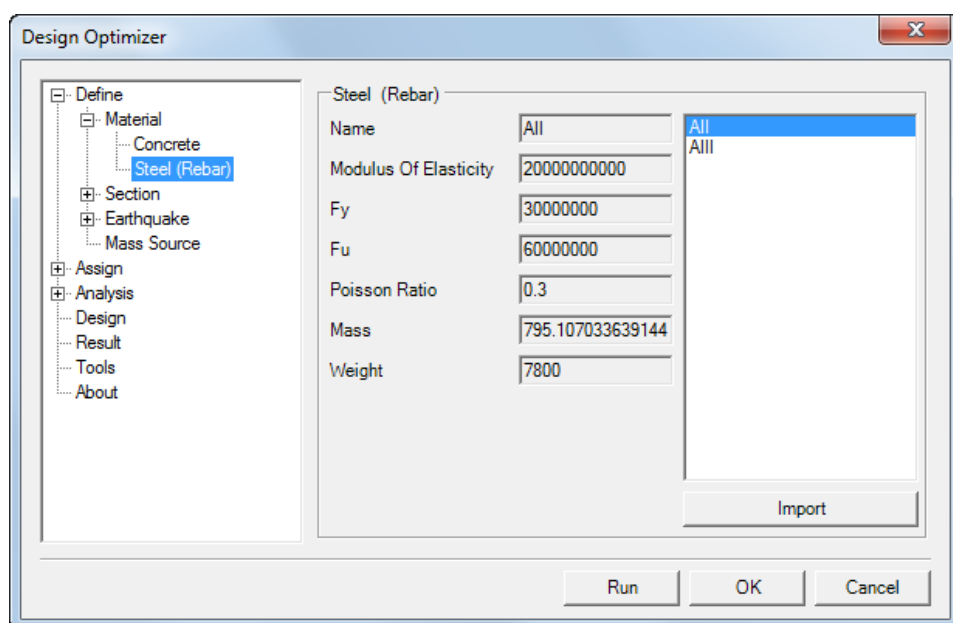 Design Optimizer
Define
Material
Concrete
Steel (Rebar)
Section
Earthquake
Mass Source
Assign
Analysis
Design
Result
Tools
About
Steel (Rebar)
Name AII
Modulus Of Elasticity 20000000000
Fy 30000000
Fu 60000000
Poisson Ratio 0.3
Mass 795.107033639144
Weight 7800
AII
AIII
Import
Run OK Cancel